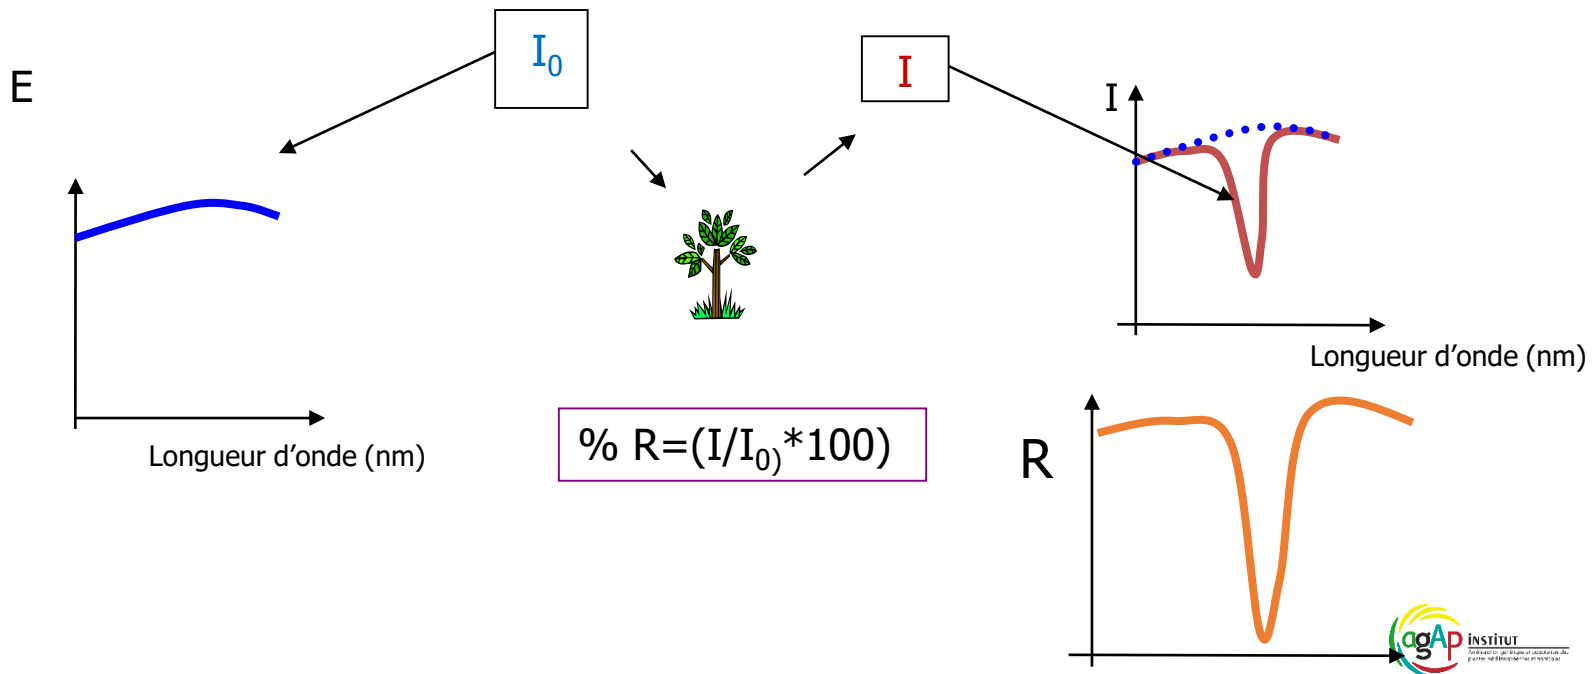 E
I0
I
I
Longueur d'onde (nm)
Longueur d'onde (nm)
% R=(I/I0)*100)
R
agAp INSTITUT